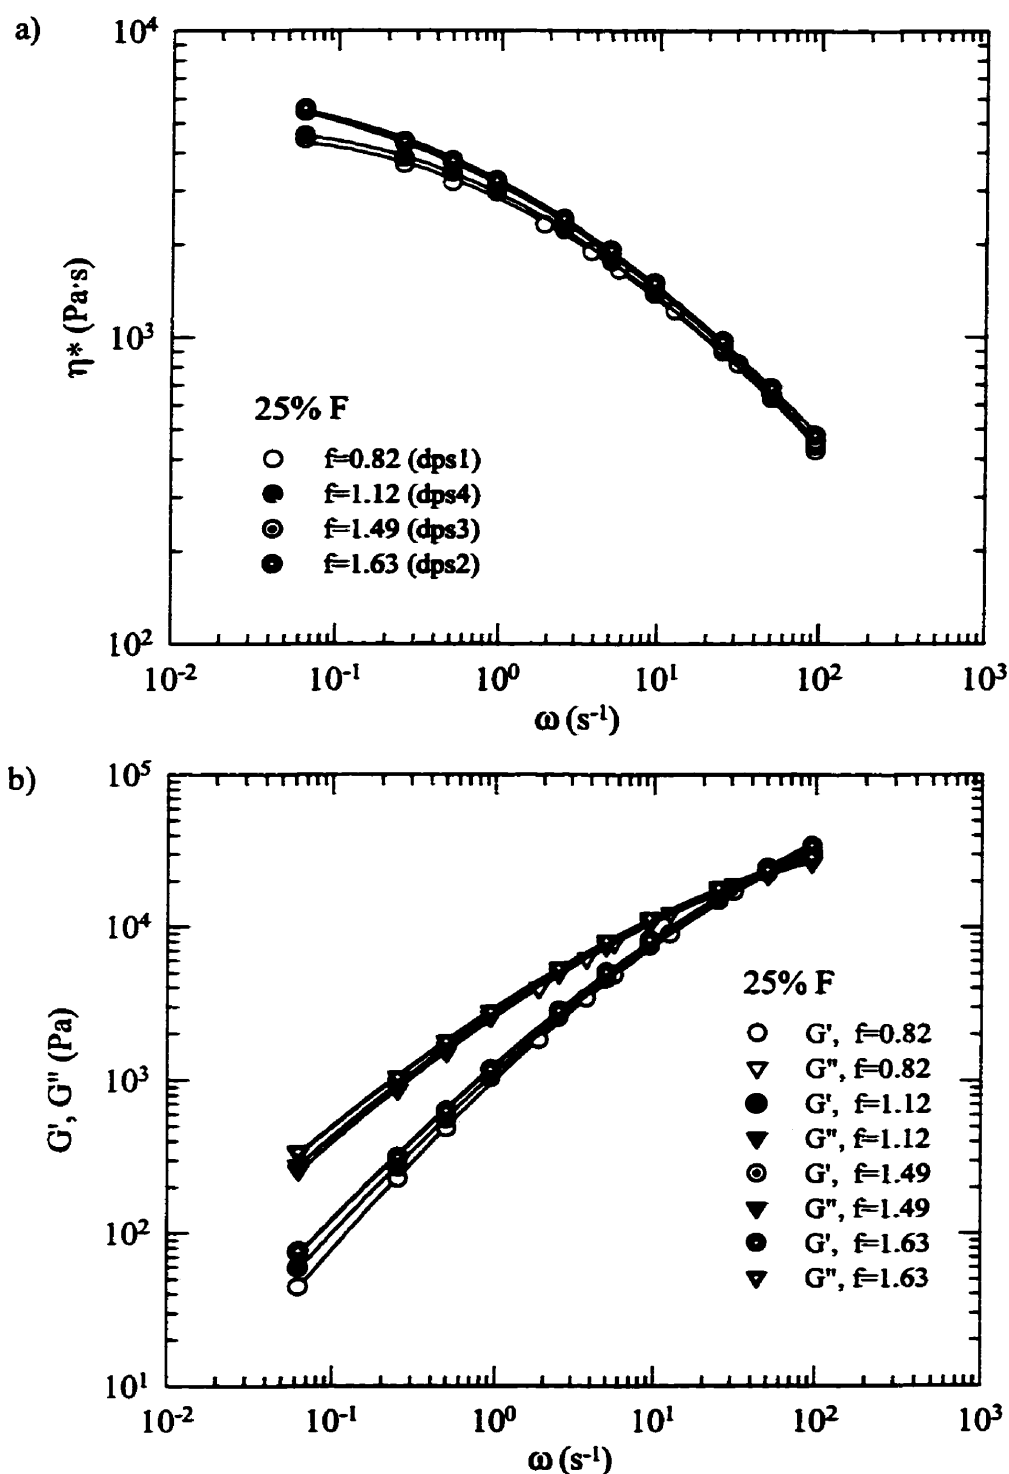 a)
10⁴
10³
10²
η* (Pa·s)
25% F
f=0.82 (dps1)
f=1.12 (dps4)
f=1.49 (dps3)
f=1.63 (dps2)
10⁻² 10⁻¹ 10⁰ 10¹ 10² 10³
ω (s⁻¹)
b)
10⁵
10⁴
10³
10²
10¹
G', G" (Pa)
25% F
G', f=0.82
G", f=0.82
G', f=1.12
G", f=1.12
G', f=1.49
G", f=1.49
G', f=1.63
G", f=1.63
10⁻² 10⁻¹ 10⁰ 10¹ 10² 10³
ω (s⁻¹)